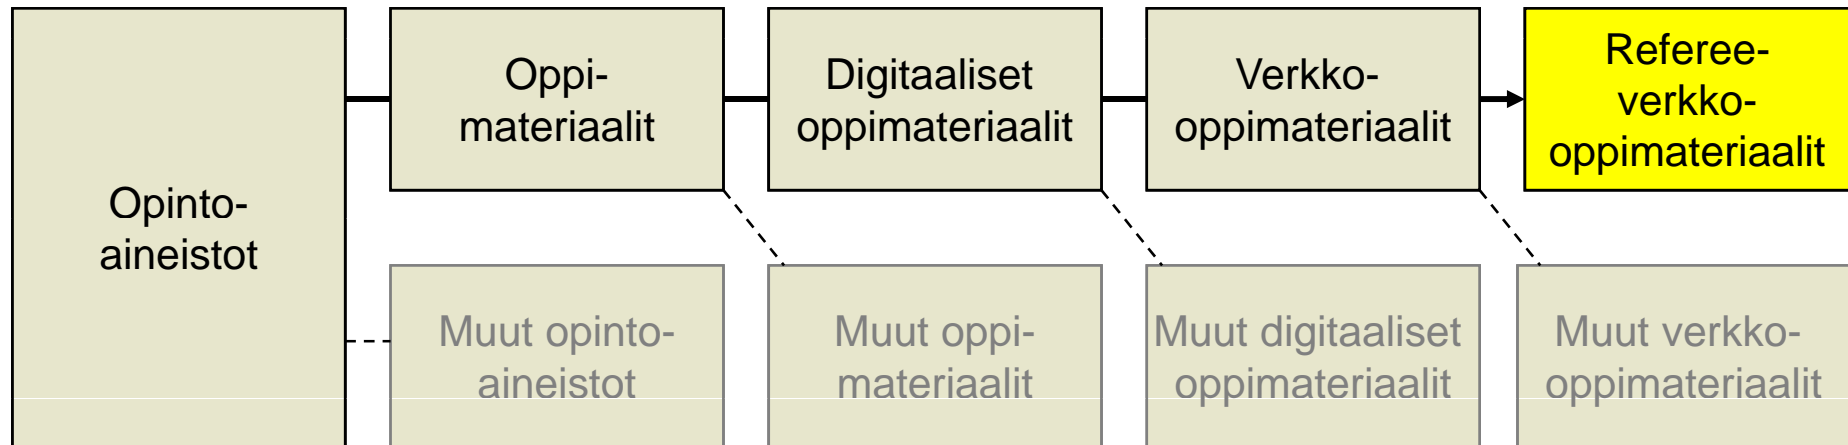 Opinto-
aineistot
Oppi-
materiaalit
Digitaaliset
oppimateriaalit
Verkko-
oppimateriaalit
Referee-
verkko-
oppimateriaalit
Muut opinto-
aineistot
Muut oppi-
materiaalit
Muut digitaaliset
oppimateriaalit
Muut verkko-
oppimateriaalit